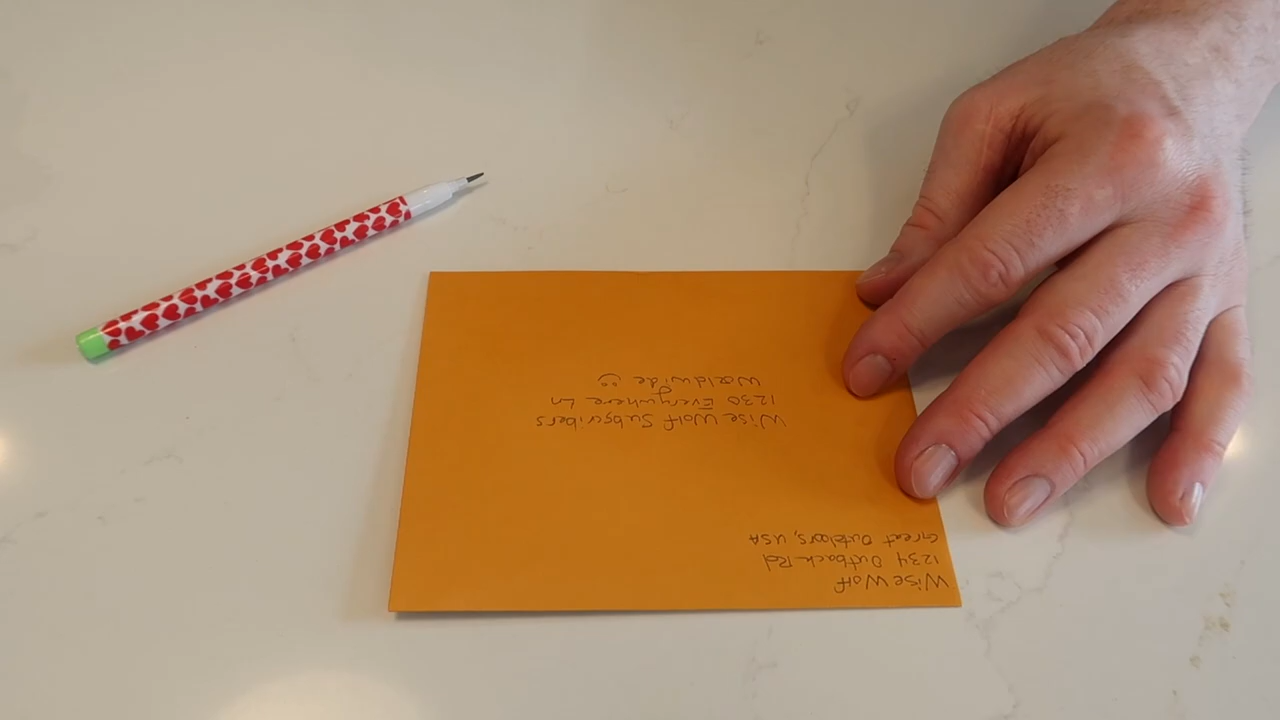 Wise Wolf
1234 Outback Rd
Great Outdoors, USA
Wise Wolf Subscribers
1230 Everywhere Ln
Worldwide ☺